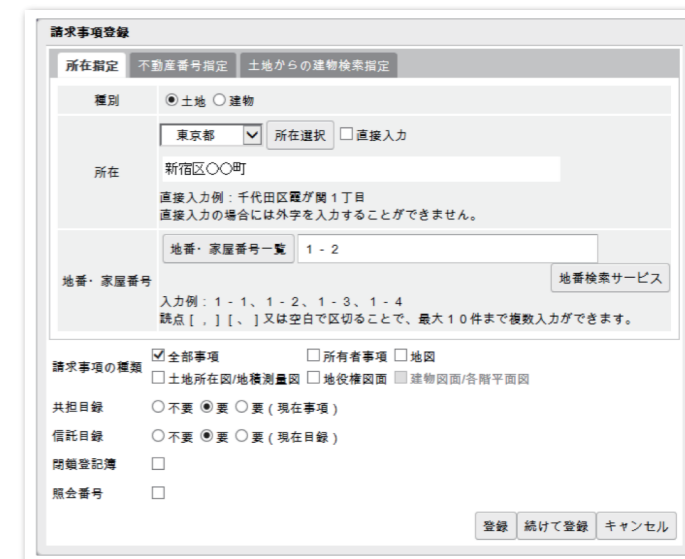 請求事項登録
所在指定 不動産番号指定 土地からの建物検索指定
種別 土地 建物
東京都 所在選択 直接入力
所在 新宿区〇〇町
直接入力例：千代田区霞が関１丁目
直接入力の場合には外字を入力することができません。
地番・家屋番号一覧 １－２
地番・家屋番号 地番検索サービス
入力例：１－１、１－２、１－３、１－４
読点[，][、]又は空白で区切ることで、最大１０件まで複数入力ができます。
請求事項の種類 全部事項 所有者事項 地図
土地所在図/地積測量図 地役権図面 建物図面/各階平面図
共担目録 不要 要 要(現在事項)
信託目録 不要 要 要(現在目録)
閉鎖登記簿
照会番号
登録 続けて登録 キャンセル